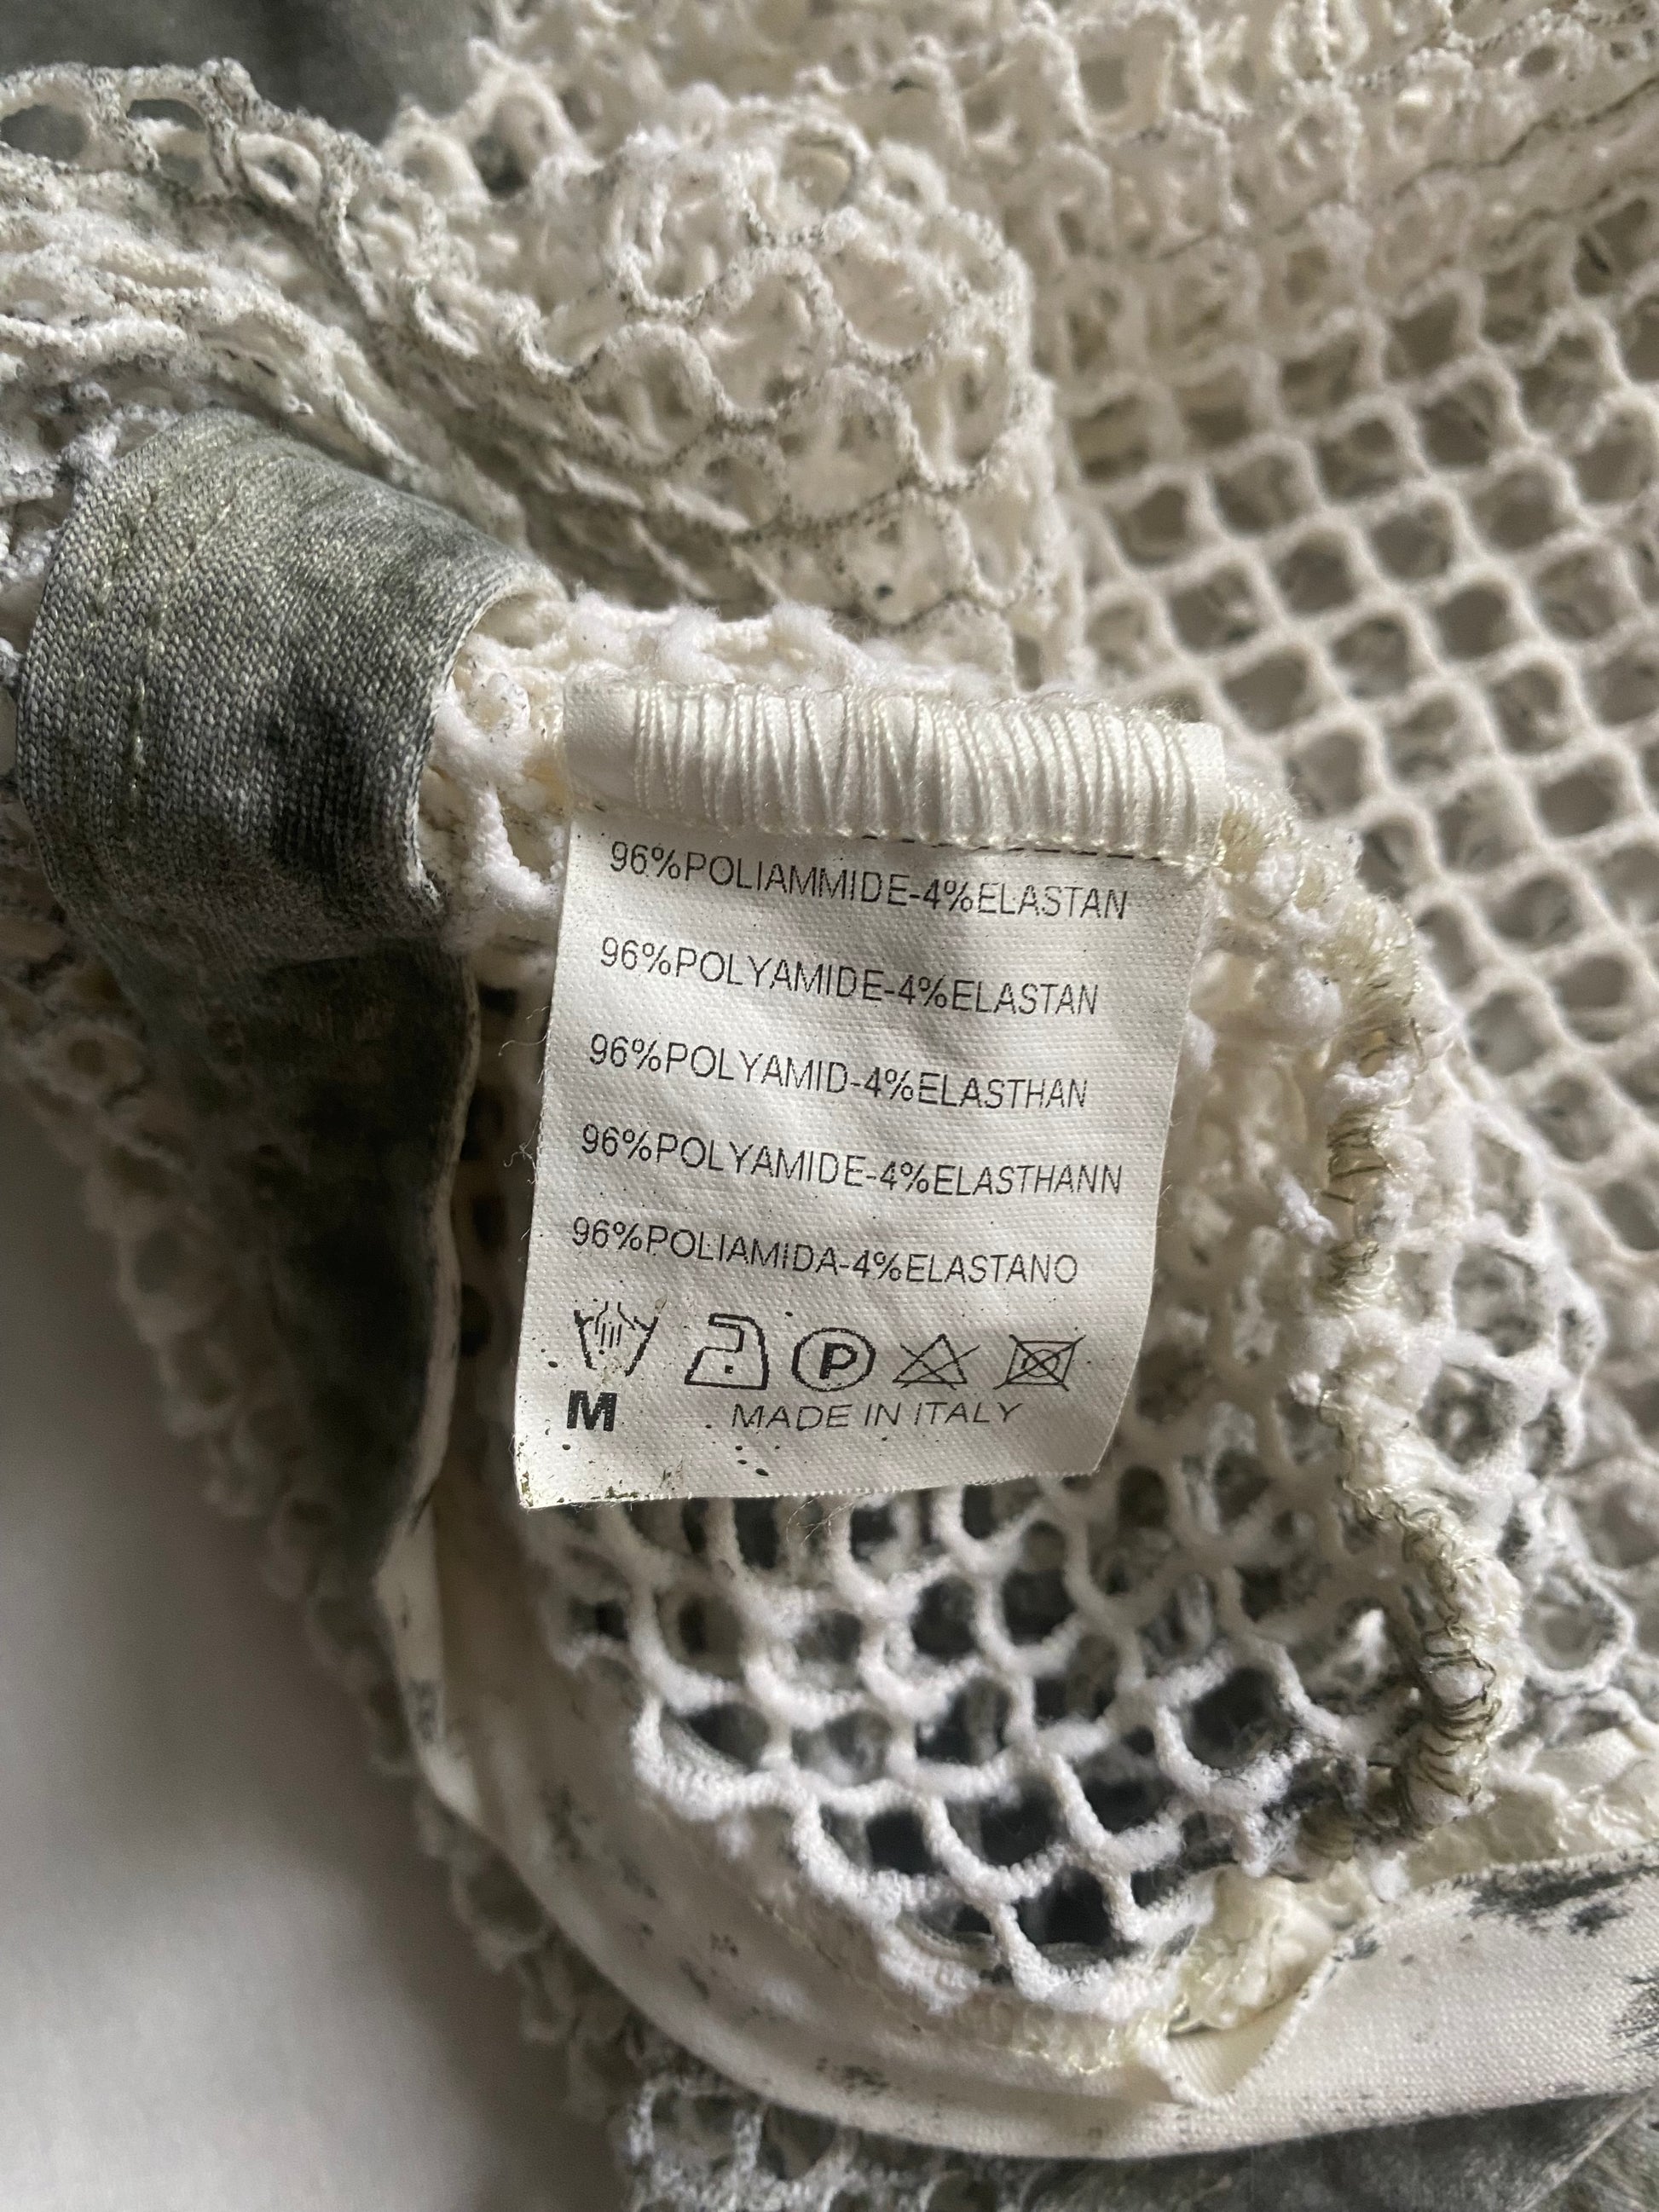 96%POLIAMMIDE-4%ELASTAN
96%POLYAMIDE-4%ELASTAN
96%POLYAMID-4%ELASTHAN
96%POLYAMIDE-4%ELASTHANN
96%POLIAMIDA-4%ELASTANO
P
M MADE IN ITALY